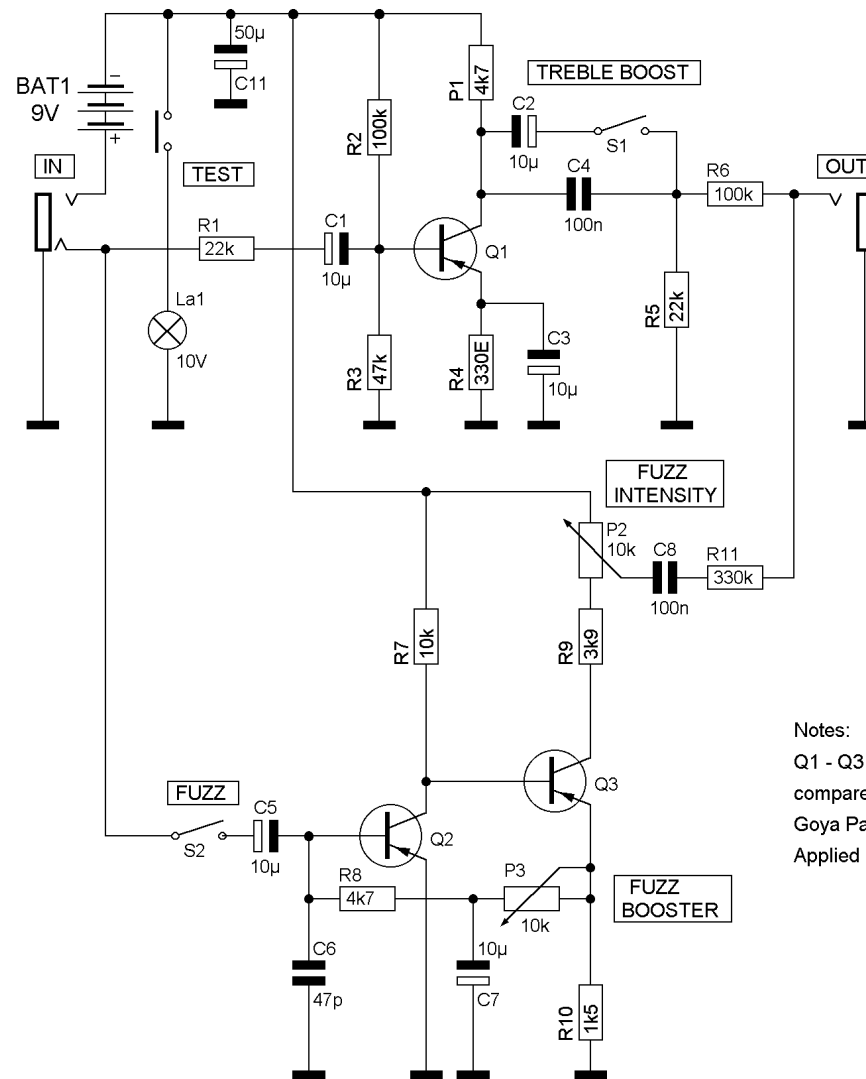 50µ
C11
BAT1
9V
−
+
IN
TEST
R1
22k
C1
10µ
La1
10V
R2
100k
R3
47k
P1
4k7
Q1
R4
330E
C3
10µ
TREBLE BOOST
C2
10µ
S1
C4
100n
R5
22k
R6
100k
OUT
FUZZ
INTENSITY
P2
10k
C8
100n
R11
330k
R7
10k
R9
3k9
Q3
FUZZ
S2
C5
10µ
Q2
R8
4k7
P3
10k
FUZZ
BOOSTER
C6
47p
10µ
C7
R10
1k5
Notes:
Q1 - Q3
compare
Goya Pa
Applied